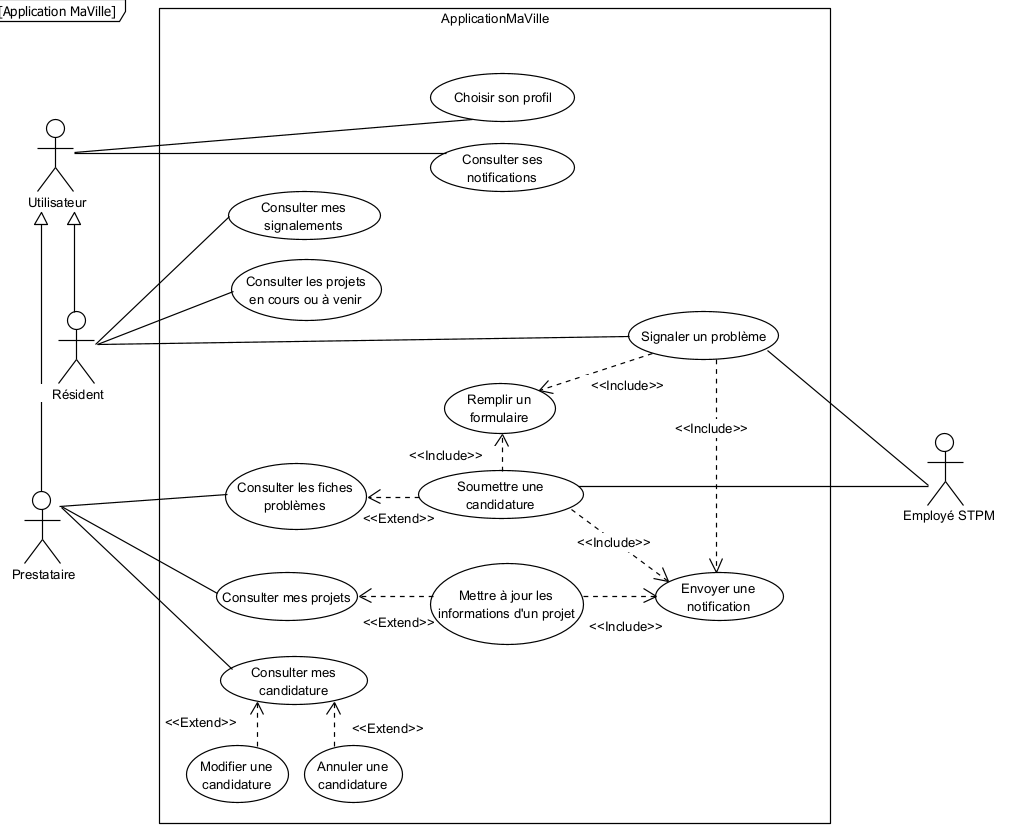 [Application MaVille]
ApplicationMaVille
Choisir son profil
Consulter ses
notifications
Utilisateur
Consulter mes
signalements
Consulter les projets
en cours ou à venir
Signaler un problème
Résident
<<Include>>
Remplir un
formulaire
<<Include>>
<<Include>>
Consulter les fiches
problèmes
Soumettre une
candidature
<<Extend>>
Employé STPM
<<Include>>
Prestataire
Consulter mes projets
Mettre à jour les
informations d'un projet
Envoyer une
notification
<<Extend>>
<<Include>>
Consulter mes
candidature
<<Extend>>
<<Extend>>
Modifier une
candidature
Annuler une
candidature